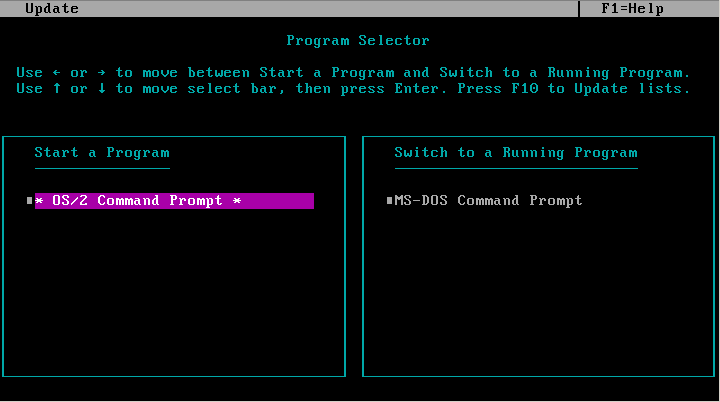 Update F1=Help
Program Selector
Use ← or → to move between Start a Program and Switch to a Running Program.
Use ↑ or ↓ to move select bar, then press Enter. Press F10 to Update lists.
Start a Program
* OS/2 Command Prompt *
Switch to a Running Program
MS-DOS Command Prompt